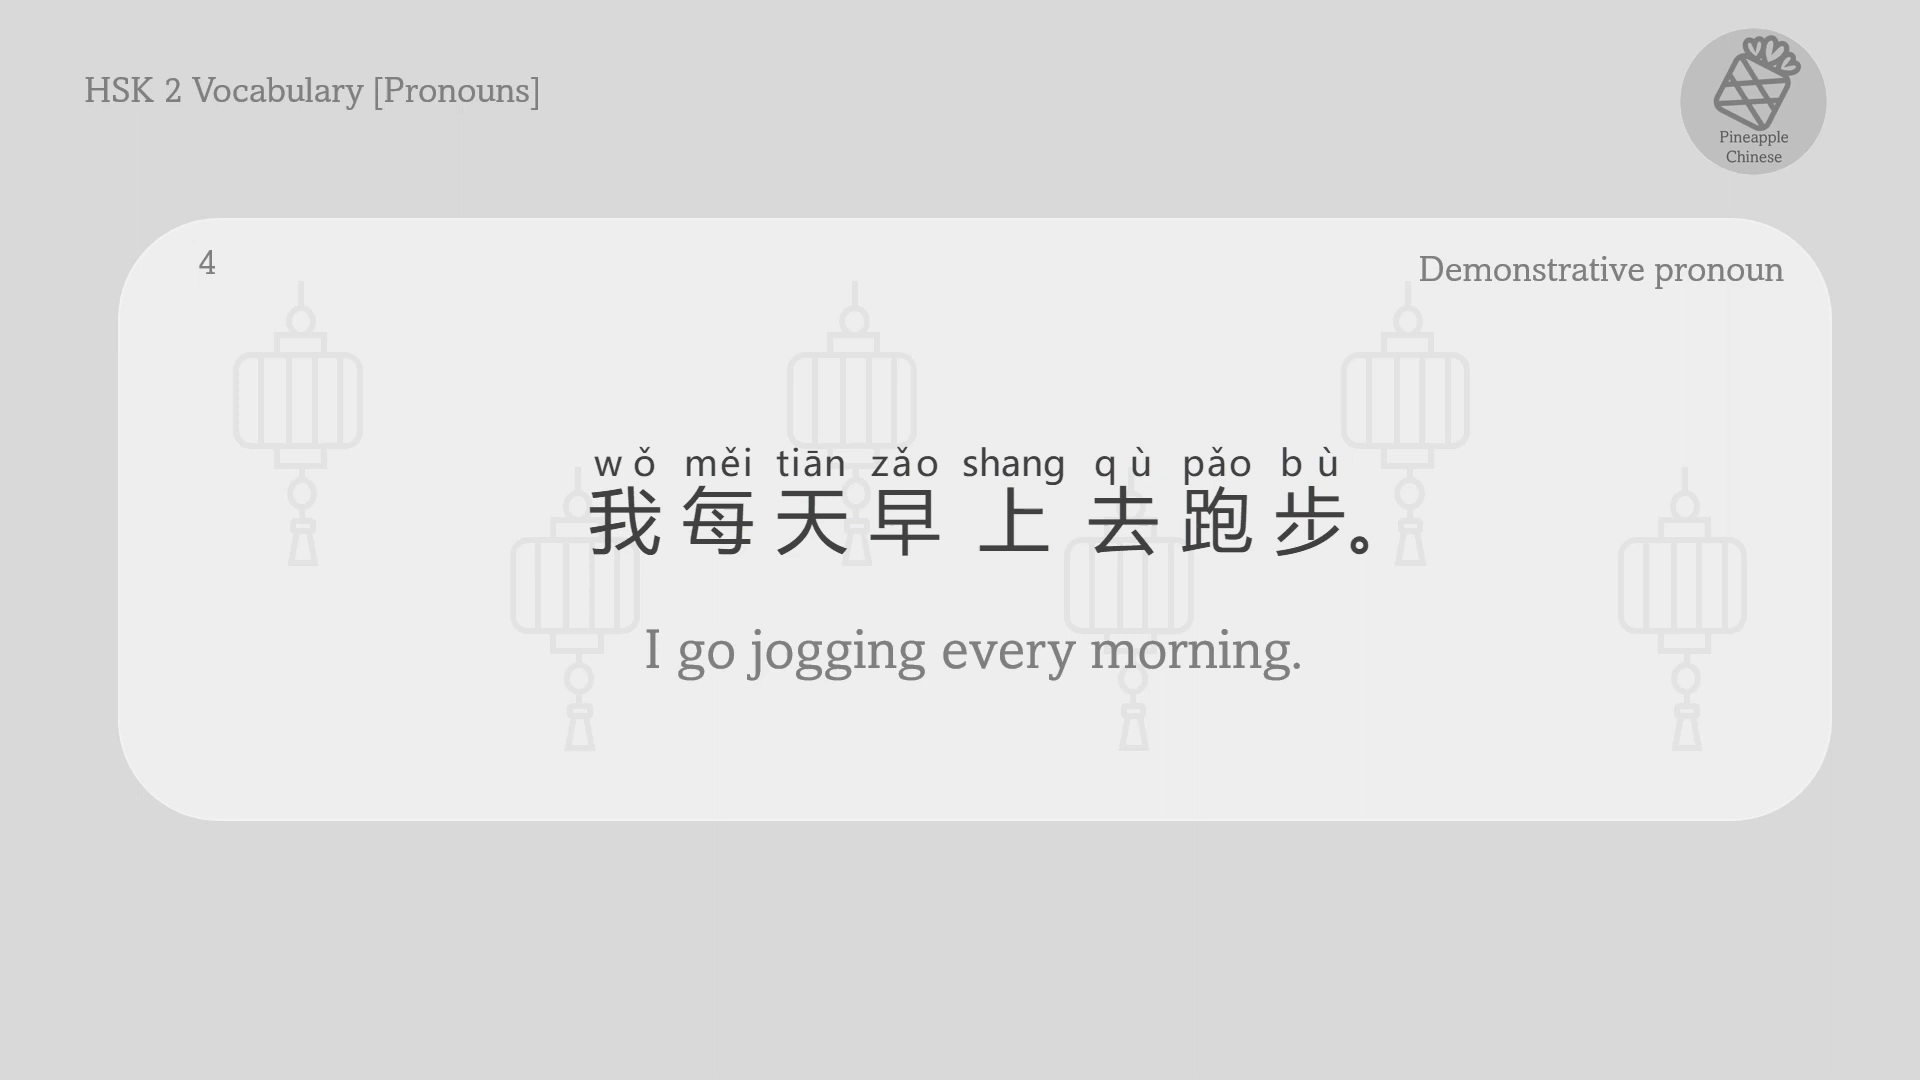 HSK 2 Vocabulary [Pronouns]
Pineapple
Chinese
4
Demonstrative pronoun
wǒ měi tiān zǎo shang qù pǎo bù
我每天早上去跑步。
I go jogging every morning.